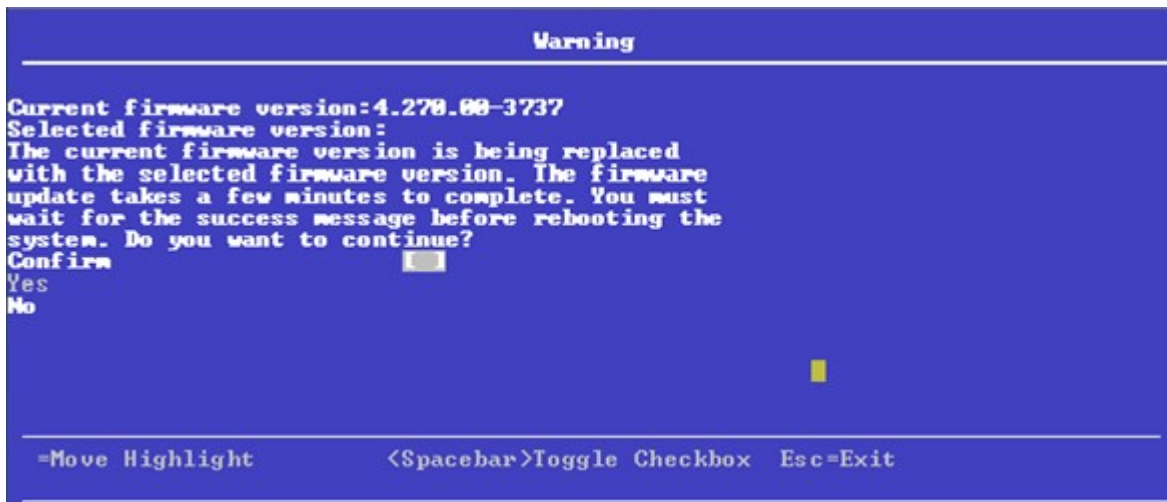 Warning
Current firmware version:4.270.00-3737
Selected firmware version:
The current firmware version is being replaced
with the selected firmware version. The firmware
update takes a few minutes to complete. You must
wait for the success message before rebooting the
system. Do you want to continue?
Confirm [ ]
Yes
No
=Move Highlight <Spacebar>Toggle Checkbox Esc=Exit